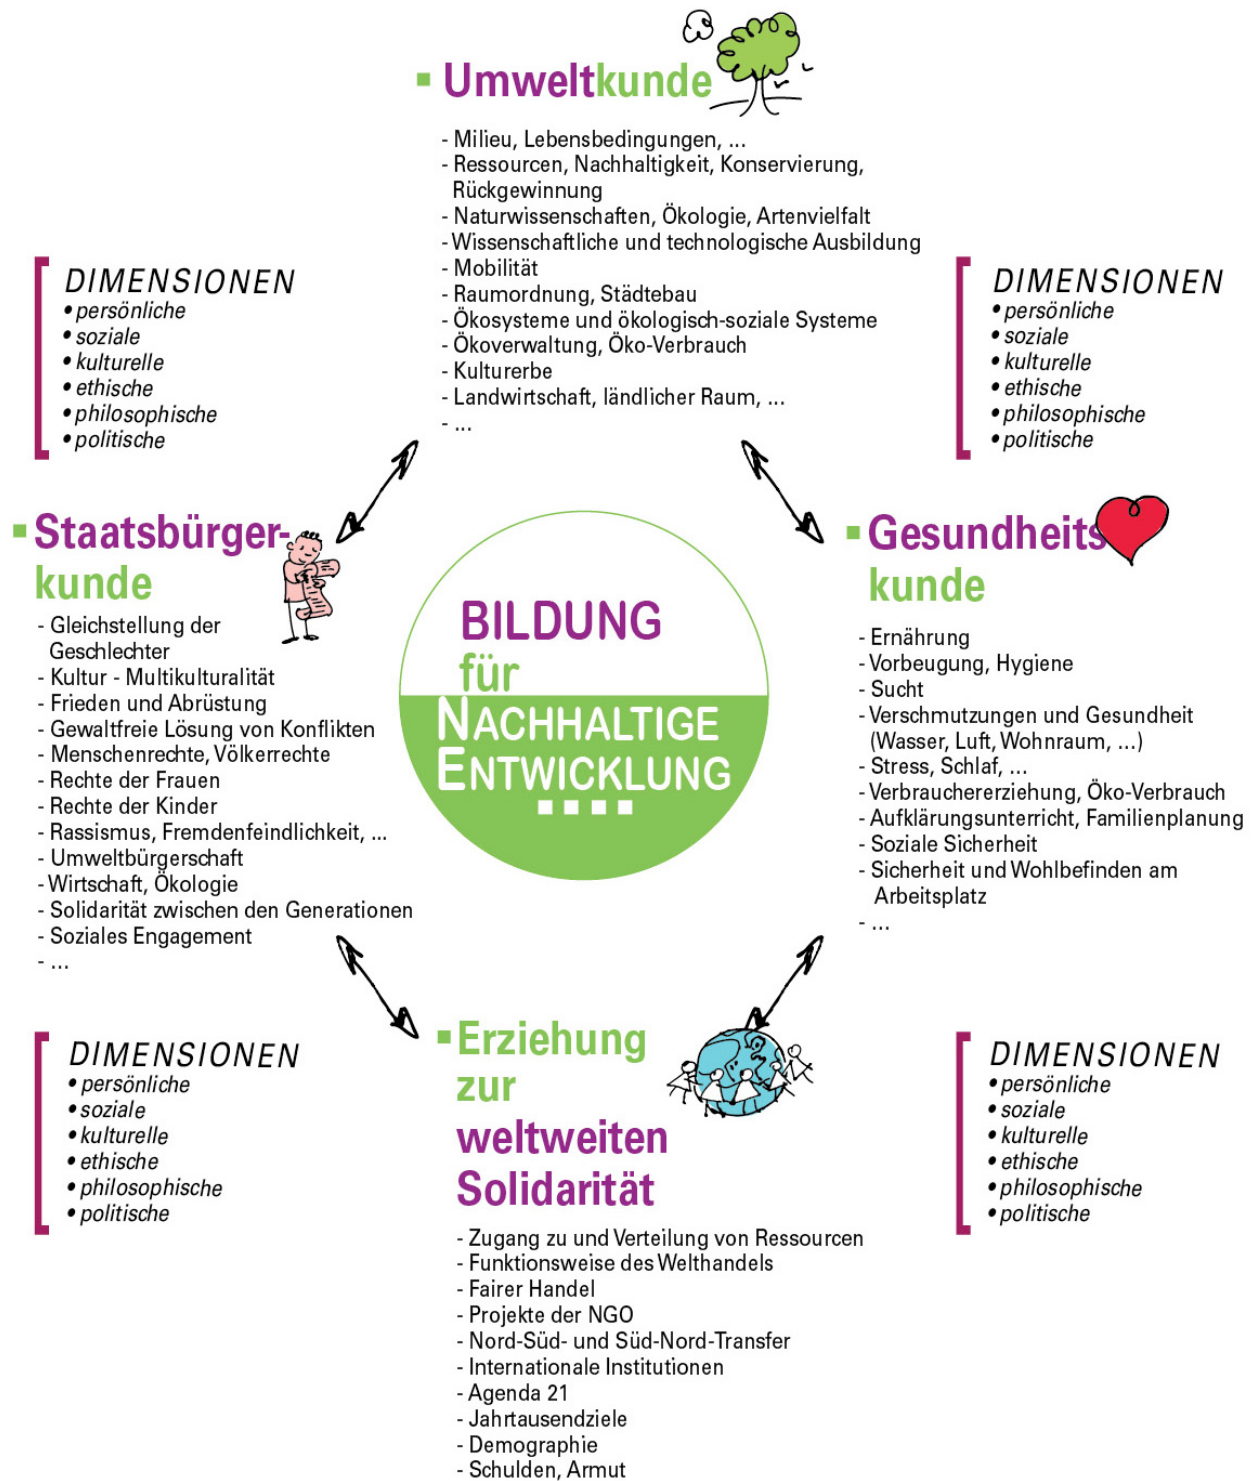 Umweltkunde
- Milieu, Lebensbedingungen, ...
- Ressourcen, Nachhaltigkeit, Konservierung,
Rückgewinnung
- Naturwissenschaften, Ökologie, Artenvielfalt
- Wissenschaftliche und technologische Ausbildung
- Mobilität
- Raumordnung, Städtebau
- Ökosysteme und ökologisch-soziale Systeme
- Ökoverwaltung, Öko-Verbrauch
- Kulturerbe
- Landwirtschaft, ländlicher Raum, ...
- ...
DIMENSIONEN
• persönliche
• soziale
• kulturelle
• ethische
• philosophische
• politische
DIMENSIONEN
• persönliche
• soziale
• kulturelle
• ethische
• philosophische
• politische
Staatsbürger-
kunde
- Gleichstellung der
Geschlechter
- Kultur - Multikulturalität
- Frieden und Abrüstung
- Gewaltfreie Lösung von Konflikten
- Menschenrechte, Völkerrechte
- Rechte der Frauen
- Rechte der Kinder
- Rassismus, Fremdenfeindlichkeit, ...
- Umweltbürgerschaft
- Wirtschaft, Ökologie
- Solidarität zwischen den Generationen
- Soziales Engagement
- ...
BILDUNG
für
NACHHALTIGE
ENTWICKLUNG
Gesundheits
kunde
- Ernährung
- Vorbeugung, Hygiene
- Sucht
- Verschmutzungen und Gesundheit
(Wasser, Luft, Wohnraum, ...)
- Stress, Schlaf, ...
- Verbrauchererziehung, Öko-Verbrauch
- Aufklärungsunterricht, Familienplanung
- Soziale Sicherheit
- Sicherheit und Wohlbefinden am
Arbeitsplatz
- ...
DIMENSIONEN
• persönliche
• soziale
• kulturelle
• ethische
• philosophische
• politische
Erziehung
zur
weltweiten
Solidarität
- Zugang zu und Verteilung von Ressourcen
- Funktionsweise des Welthandels
- Fairer Handel
- Projekte der NGO
- Nord-Süd- und Süd-Nord-Transfer
- Internationale Institutionen
- Agenda 21
- Jahrtausendziele
- Demographie
- Schulden, Armut
DIMENSIONEN
• persönliche
• soziale
• kulturelle
• ethische
• philosophische
• politische